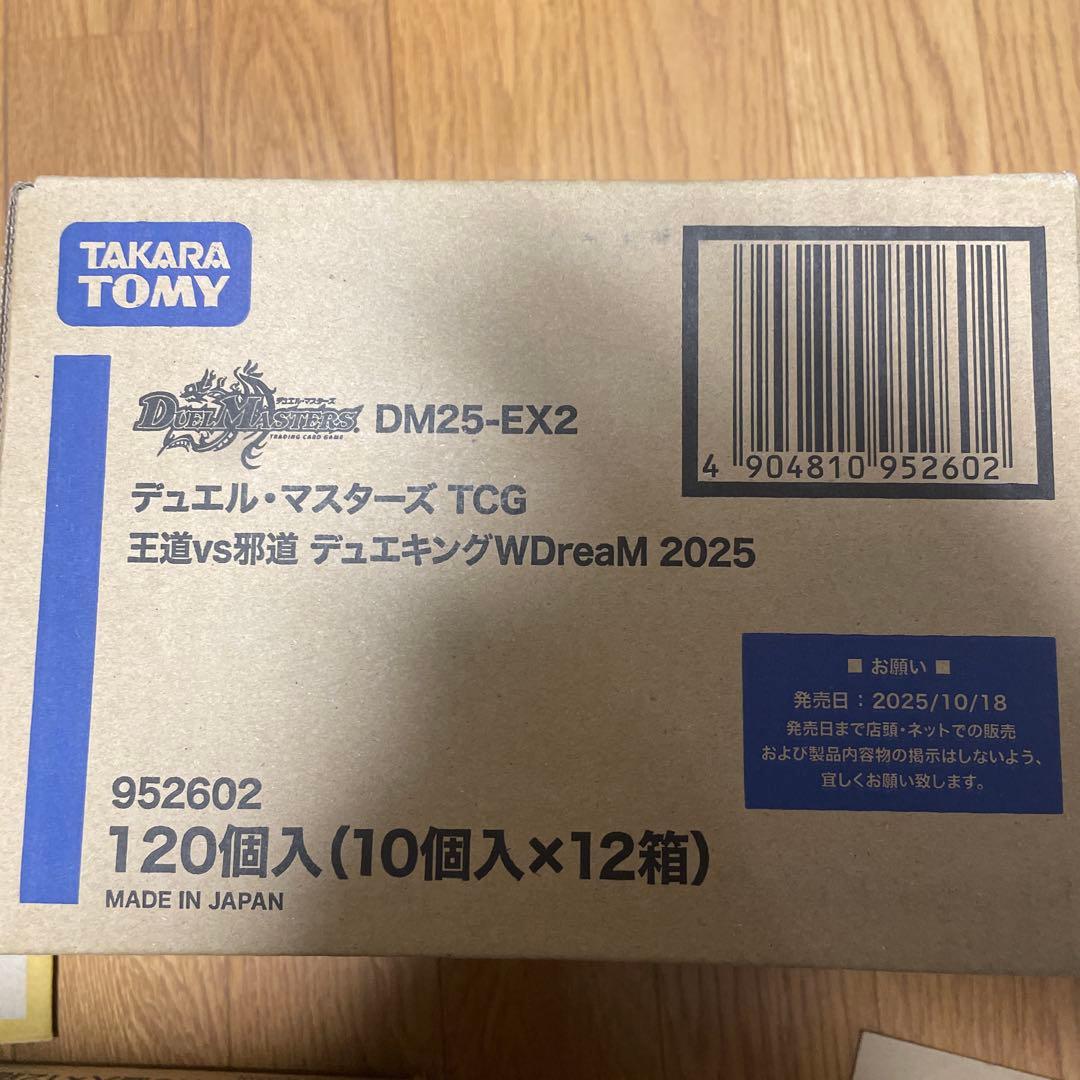 TAKARA
TOMY
デュエル・マスターズ
DUEL MASTERS
TRADING CARD GAME
DM25-EX2
デュエル・マスターズ TCG
王道vs邪道 デュエキングWDreaM 2025
4 904810 952602
■ お願い ■
発売日：2025/10/18
発売日まで店頭・ネットでの販売
および製品内容物の掲示はしないよう、
宜しくお願い致します。
952602
120個入(10個入×12箱)
MADE IN JAPAN